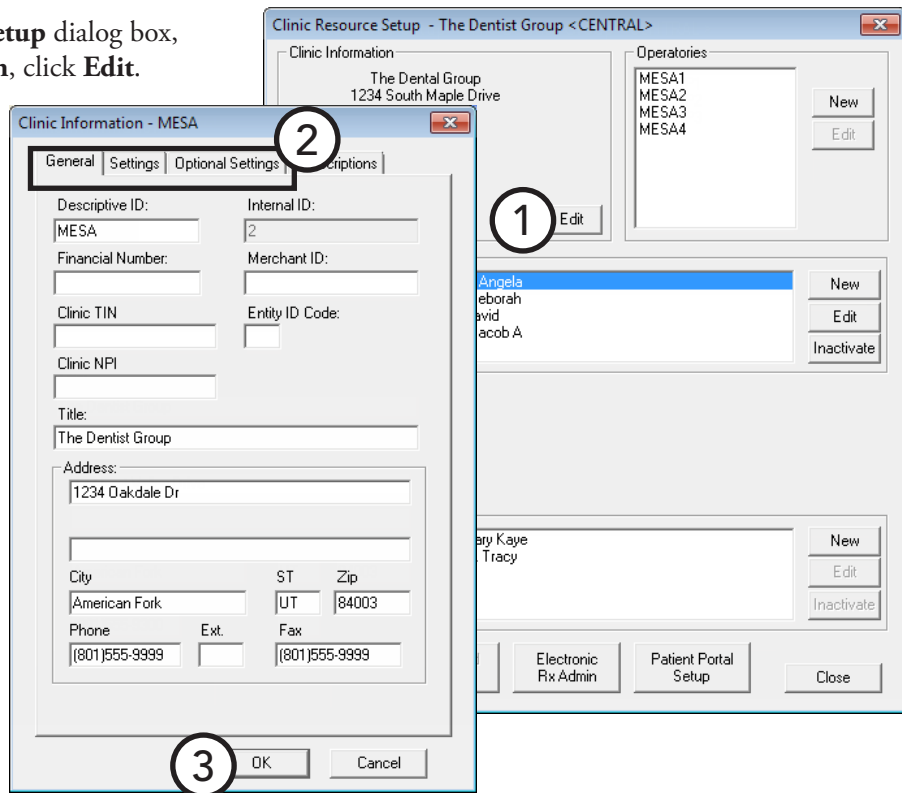 etup dialog box,
n, click Edit.
Clinic Resource Setup - The Dentist Group <CENTRAL>
Clinic Information
The Dental Group
1234 South Maple Drive
1
Edit
Operatories
MESA1
MESA2
MESA3
MESA4
New
Edit
Angela
eborah
avid
acob A
New
Edit
Inactivate
ary Kaye
Tracy
New
Edit
Inactivate
Electronic
Rx Admin
Patient Portal
Setup
Close
Clinic Information - MESA
2
General Settings Optional Settings criptions
Descriptive ID: Internal ID:
MESA 2
Financial Number: Merchant ID:
Clinic TIN Entity ID Code:
Clinic NPI
Title:
The Dentist Group
Address:
1234 Oakdale Dr
City ST Zip
American Fork UT 84003
Phone Ext. Fax
(801)555-9999 (801)555-9999
3 OK Cancel